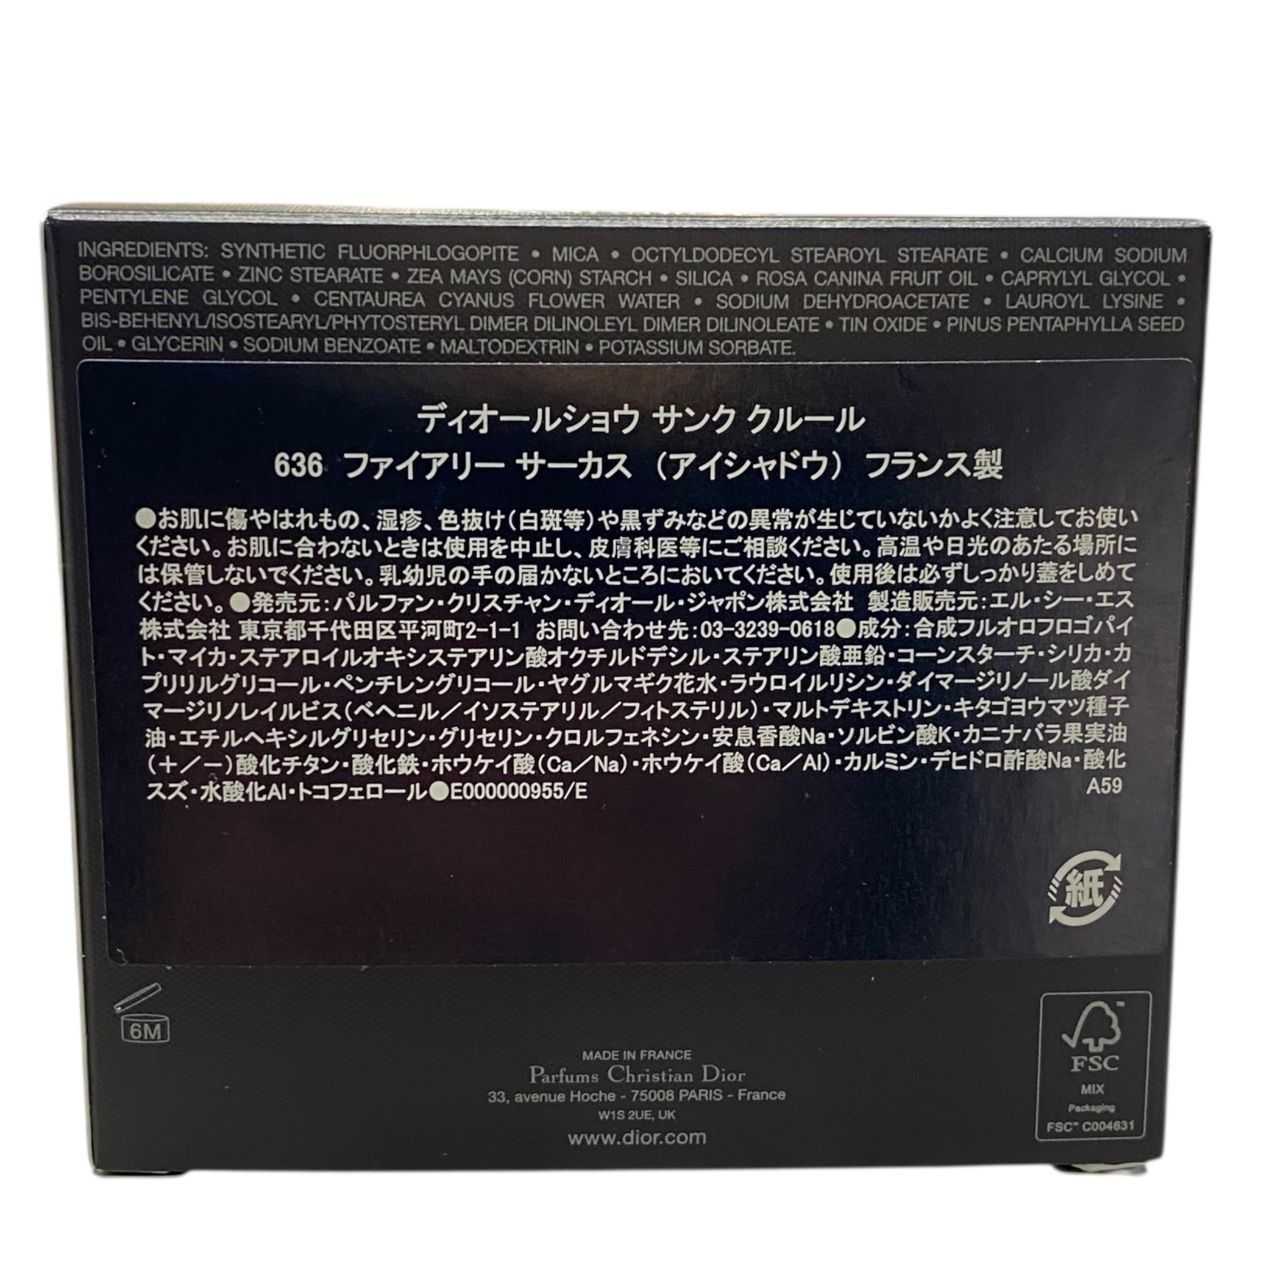 INGREDIENTS: SYNTHETIC FLUORPHLOGOPITE • MICA • OCTYLDODECYL STEAROYL STEARATE • CALCIUM SODIUM
BOROSILICATE • ZINC STEARATE • ZEA MAYS (CORN) STARCH • SILICA • ROSA CANINA FRUIT OIL • CAPRYLYL GLYCOL •
PENTYLENE GLYCOL • CENTAUREA CYANUS FLOWER WATER • SODIUM DEHYDROACETATE • LAUROYL LYSINE •
BIS-BEHENYL/ISOSTEARYL/PHYTOSTERYL DIMER DILINOLEYL DIMER DILINOLEATE • TIN OXIDE • PINUS PENTAPHYLLA SEED
OIL • GLYCERIN • SODIUM BENZOATE • MALTODEXTRIN • POTASSIUM SORBATE.
ディオールショウ サンク クルール
636 ファイアリー サーカス （アイシャドウ） フランス製
●お肌に傷やはれもの、湿疹、色抜け(白斑等)や黒ずみなどの異常が生じていないかよく注意してお使い
ください。お肌に合わないときは使用を中止し、皮膚科医等にご相談ください。高温や日光のあたる場所に
は保管しないでください。乳幼児の手の届かないところにおいてください。使用後は必ずしっかり蓋をしめて
ください。●発売元:パルファン・クリスチャン・ディオール・ジャポン株式会社 製造販売元:エル・シー・エス
株式会社 東京都千代田区平河町2-1-1 お問い合わせ先:03-3239-0618●成分:合成フルオロフロゴパイ
ト・マイカ・ステアロイルオキシステアリン酸オクチルドデシル・ステアリン酸亜鉛・コーンスターチ・シリカ・カ
プリリルグリコール・ペンチレングリコール・ヤグルマギク花水・ラウロイルリシン・ダイマージリノール酸ダイ
マージリノレイルビス(ベヘニル／イソステアリル／フィトステリル)・マルトデキストリン・キタゴヨウマツ種子
油・エチルヘキシルグリセリン・グリセリン・クロルフェネシン・安息香酸Na・ソルビン酸K・カニナバラ果実油
(＋／－)酸化チタン・酸化鉄・ホウケイ酸(Ca／Na)・ホウケイ酸(Ca／Al)・カルミン・デヒドロ酢酸Na・酸化
スズ・水酸化Al・トコフェロール●E000000955/E A59
紙
6M
MADE IN FRANCE
Parfums Christian Dior
33, avenue Hoche - 75008 PARIS - France
W1S 2UE, UK
www.dior.com
FSC
MIX
Packaging
FSC™ C004631